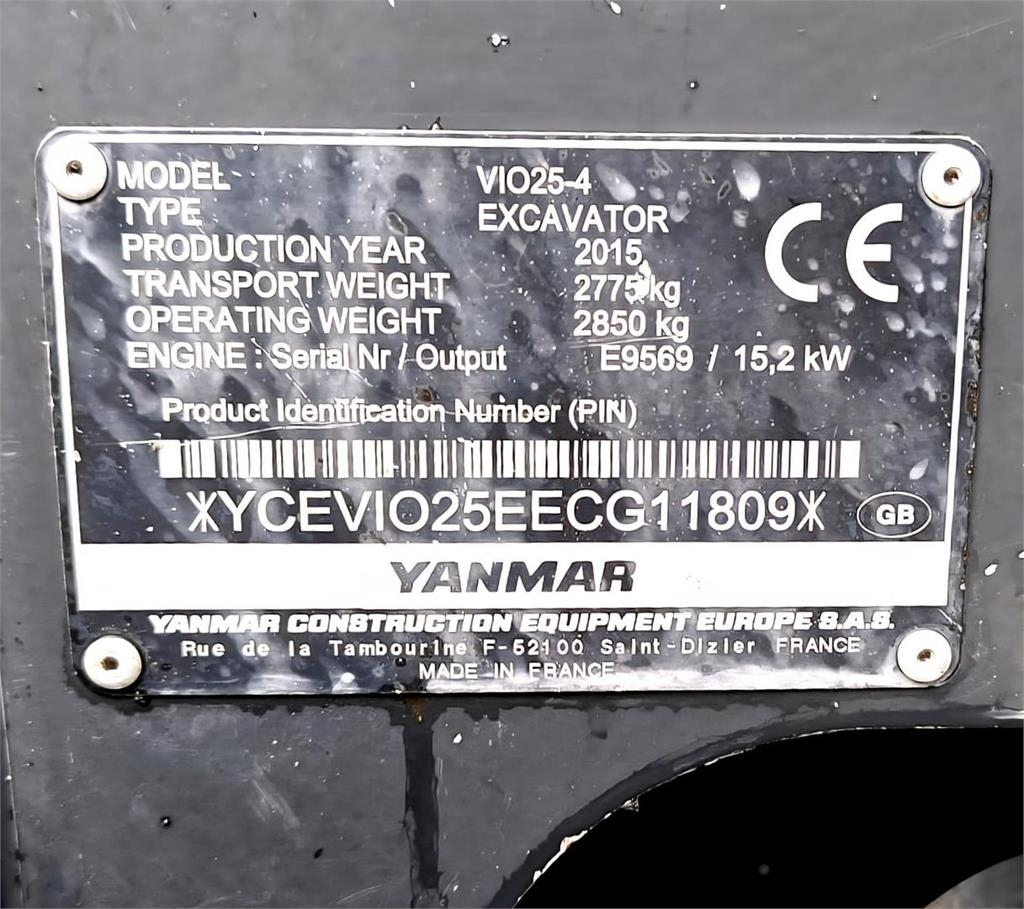 MODEL VIO25-4
TYPE EXCAVATOR
PRODUCTION YEAR 2015
TRANSPORT WEIGHT 2775 kg
OPERATING WEIGHT 2850 kg
ENGINE : Serial Nr / Output E9569 / 15,2 kW
CE
Product Identification Number (PIN)
*YCEVIO25EECG11809*
GB
YANMAR
YANMAR CONSTRUCTION EQUIPMENT EUROPE S.A.S.
Rue de la Tambourine F-52100 Saint-Dizier FRANCE
MADE IN FRANCE